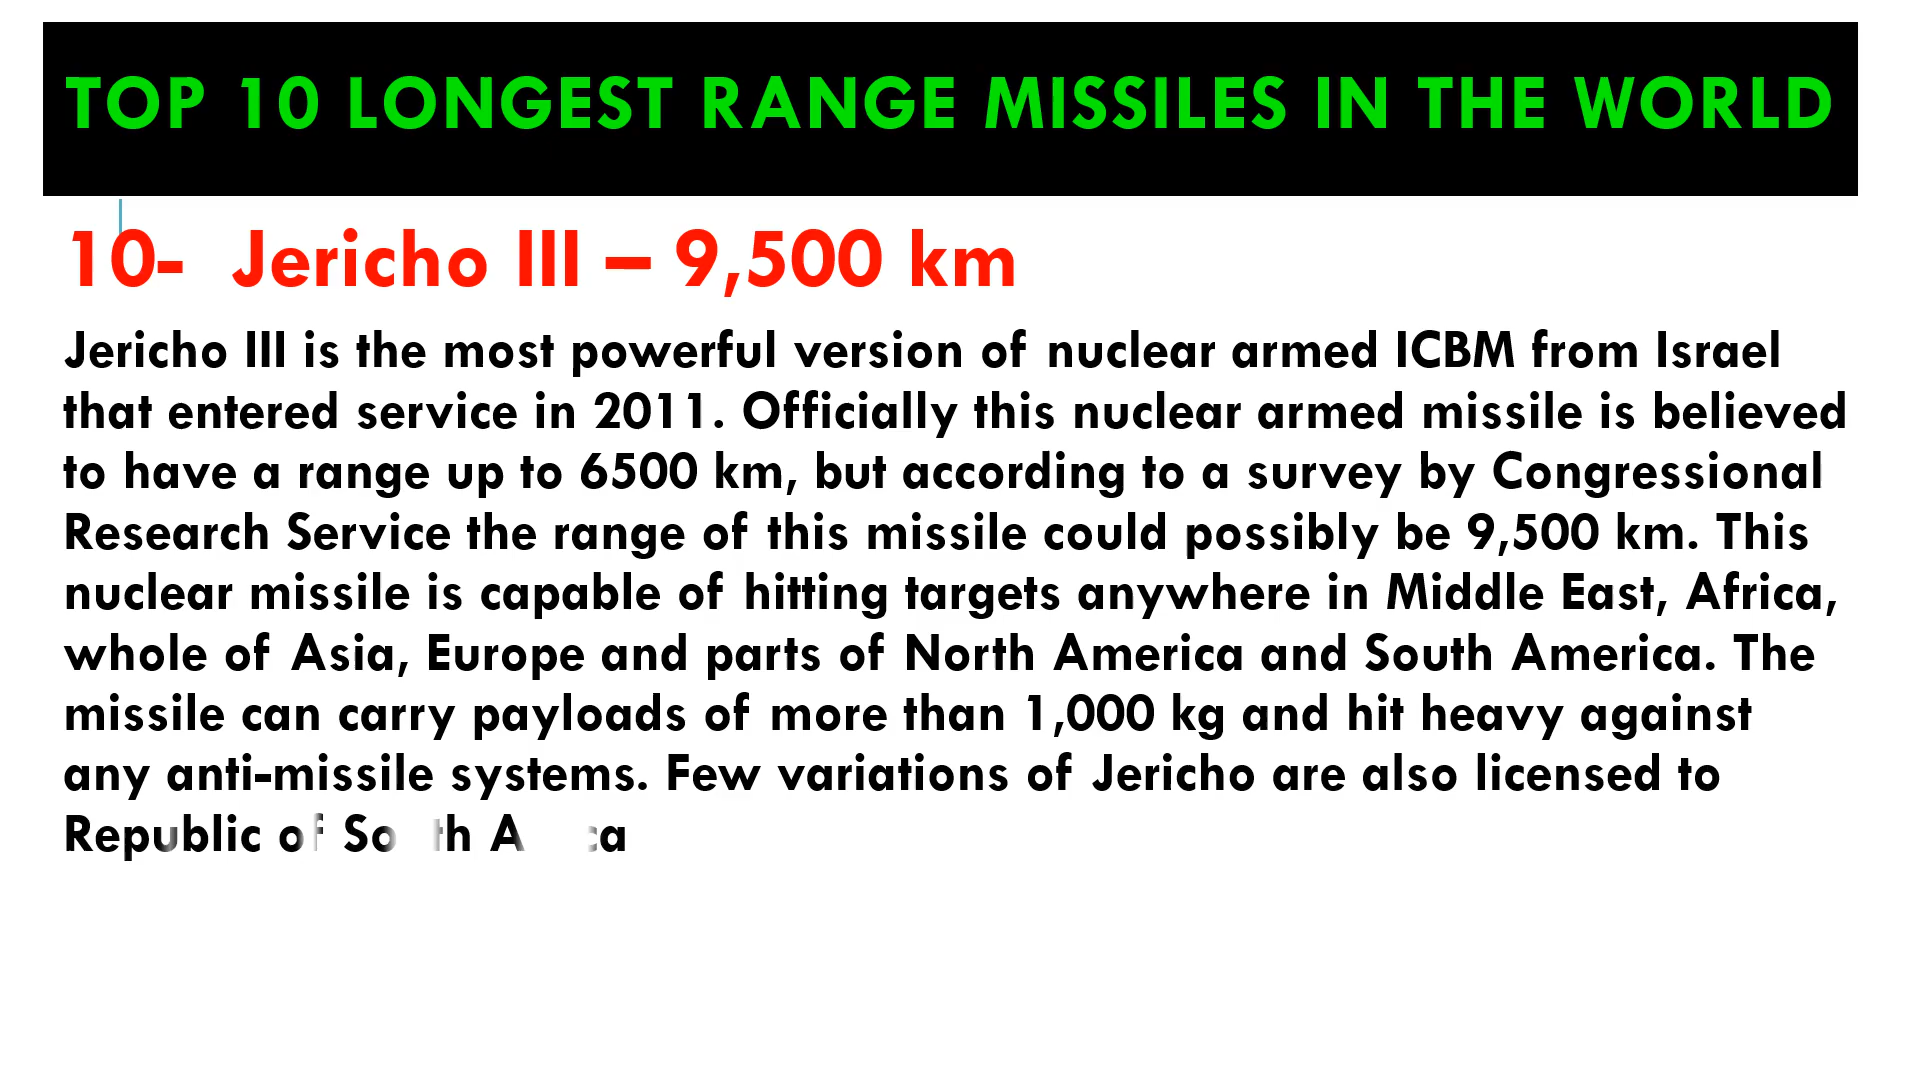 TOP 10 LONGEST RANGE MISSILES IN THE WORLD
10- Jericho III – 9,500 km
Jericho III is the most powerful version of nuclear armed ICBM from Israel
that entered service in 2011. Officially this nuclear armed missile is believed
to have a range up to 6500 km, but according to a survey by Congressional
Research Service the range of this missile could possibly be 9,500 km. This
nuclear missile is capable of hitting targets anywhere in Middle East, Africa,
whole of Asia, Europe and parts of North America and South America. The
missile can carry payloads of more than 1,000 kg and hit heavy against
any anti-missile systems. Few variations of Jericho are also licensed to
Republic of